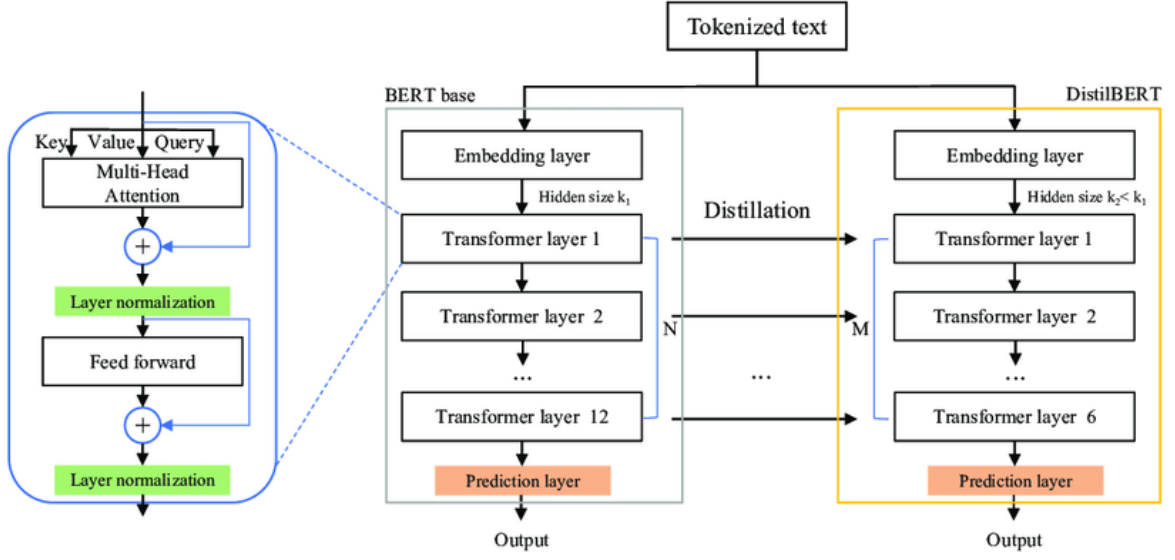 Tokenized text
BERT base
DistilBERT
Key Value Query
Multi-Head
Attention
+
Layer normalization
Feed forward
+
Layer normalization
Embedding layer
Hidden size k₁
Transformer layer 1
Transformer layer 2
...
Transformer layer 12
Prediction layer
Output
N
Distillation
...
M
Embedding layer
Hidden size k₂< k₁
Transformer layer 1
Transformer layer 2
...
Transformer layer 6
Prediction layer
Output